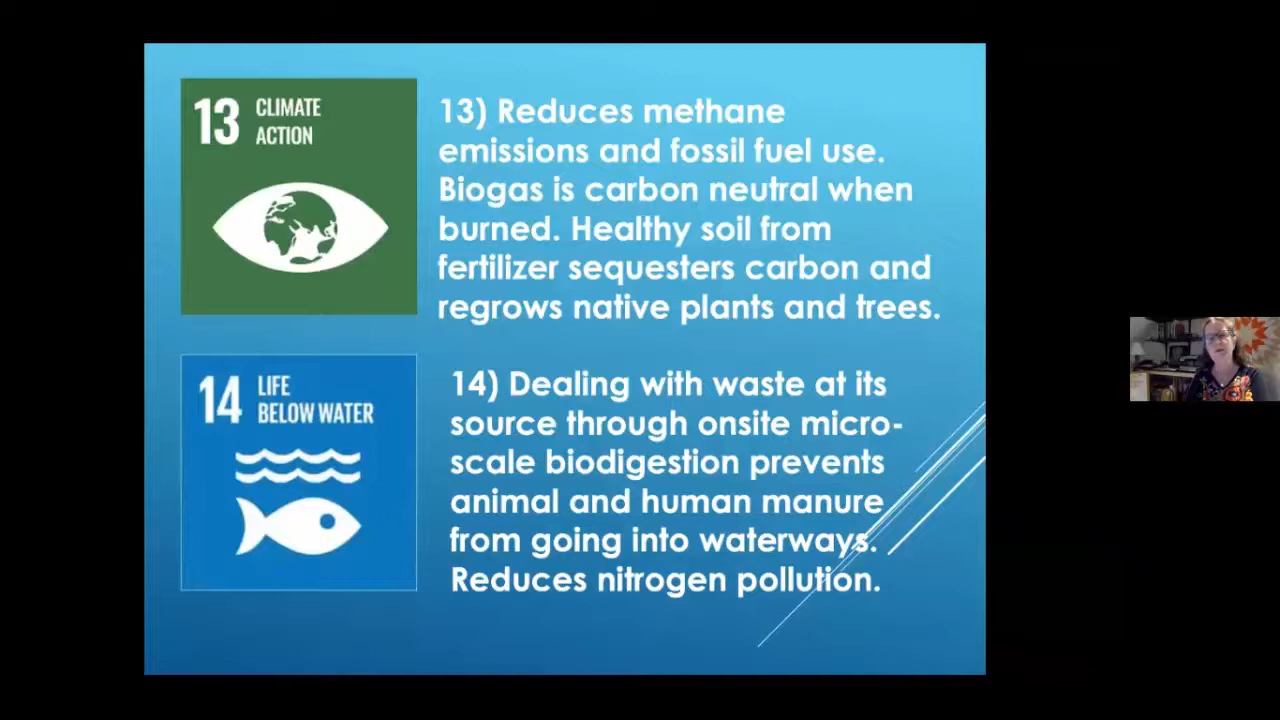 13 CLIMATE
ACTION
13) Reduces methane
emissions and fossil fuel use.
Biogas is carbon neutral when
burned. Healthy soil from
fertilizer sequesters carbon and
regrows native plants and trees.
14 LIFE
BELOW WATER
14) Dealing with waste at its
source through onsite micro-
scale biodigestion prevents
animal and human manure
from going into waterways.
Reduces nitrogen pollution.